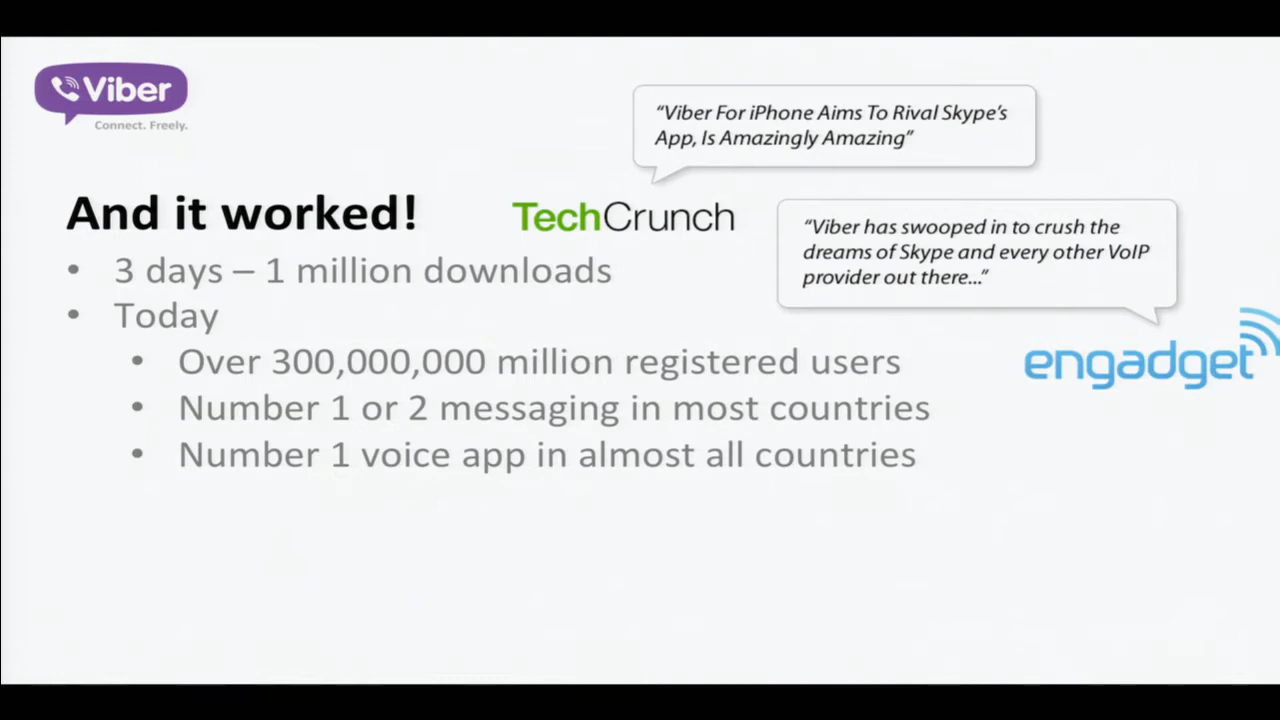 Viber
Connect. Freely.
“Viber For iPhone Aims To Rival Skype’s
App, Is Amazingly Amazing”
And it worked!
TechCrunch
“Viber has swooped in to crush the
dreams of Skype and every other VoIP
provider out there...“
engadget
• 3 days – 1 million downloads
• Today
• Over 300,000,000 million registered users
• Number 1 or 2 messaging in most countries
• Number 1 voice app in almost all countries